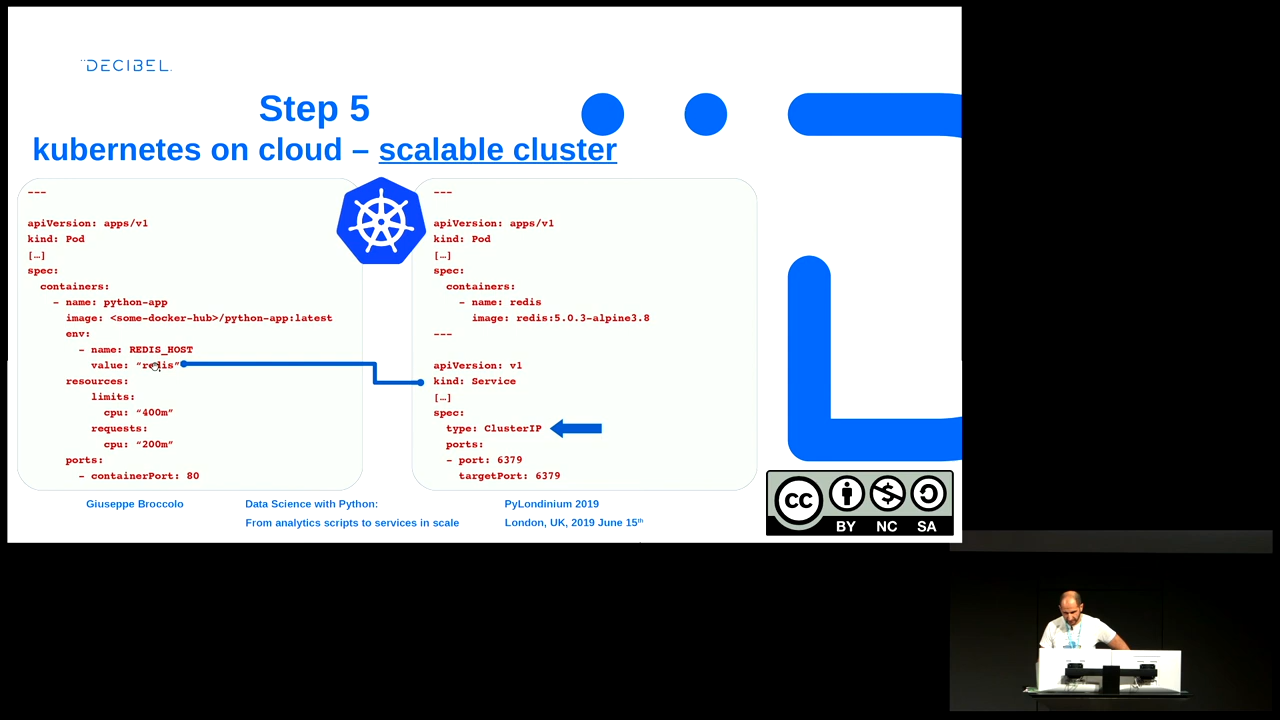 DECIBEL
Step 5
kubernetes on cloud – scalable cluster
---
apiVersion: apps/v1
kind: Pod
[…]
spec:
containers:
- name: python-app
image: <some-docker-hub>/python-app:latest
env:
- name: REDIS_HOST
value: “redis”
resources:
limits:
cpu: “400m”
requests:
cpu: “200m”
ports:
- containerPort: 80
---
apiVersion: apps/v1
kind: Pod
[…]
spec:
containers:
- name: redis
image: redis:5.0.3-alpine3.8
---
apiVersion: v1
kind: Service
[…]
spec:
type: ClusterIP
ports:
- port: 6379
targetPort: 6379
Giuseppe Broccolo
Data Science with Python:
From analytics scripts to services in scale
PyLondinium 2019
London, UK, 2019 June 15th
cc
BY NC SA